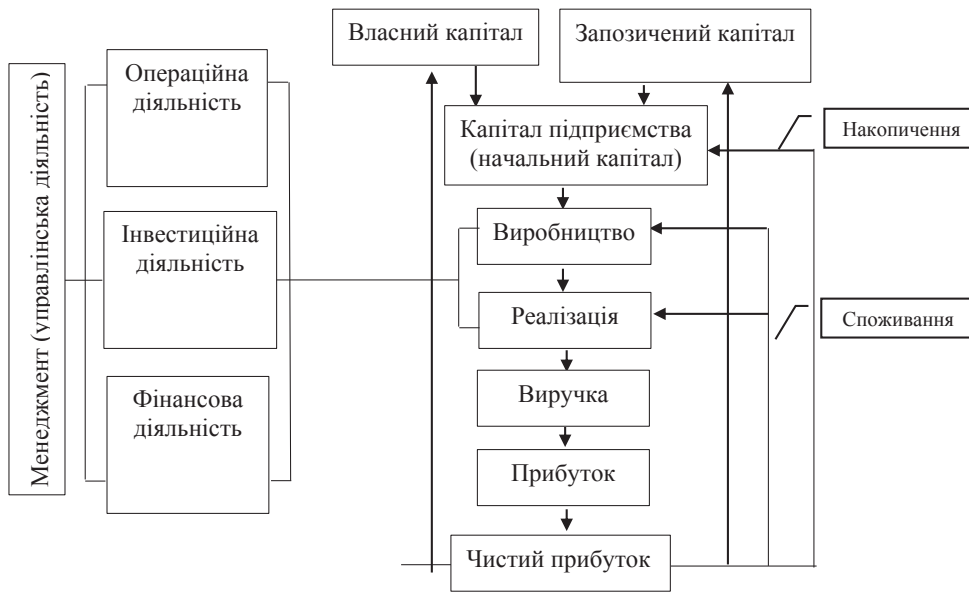 Менеджмент (управлінська діяльність)
Операційна
діяльність
Інвестиційна
діяльність
Фінансова
діяльність
Власний капітал
Запозичений капітал
Капітал підприємства
(начальний капітал)
Виробництво
Реалізація
Виручка
Прибуток
Чистий прибуток
Накопичення
Споживання